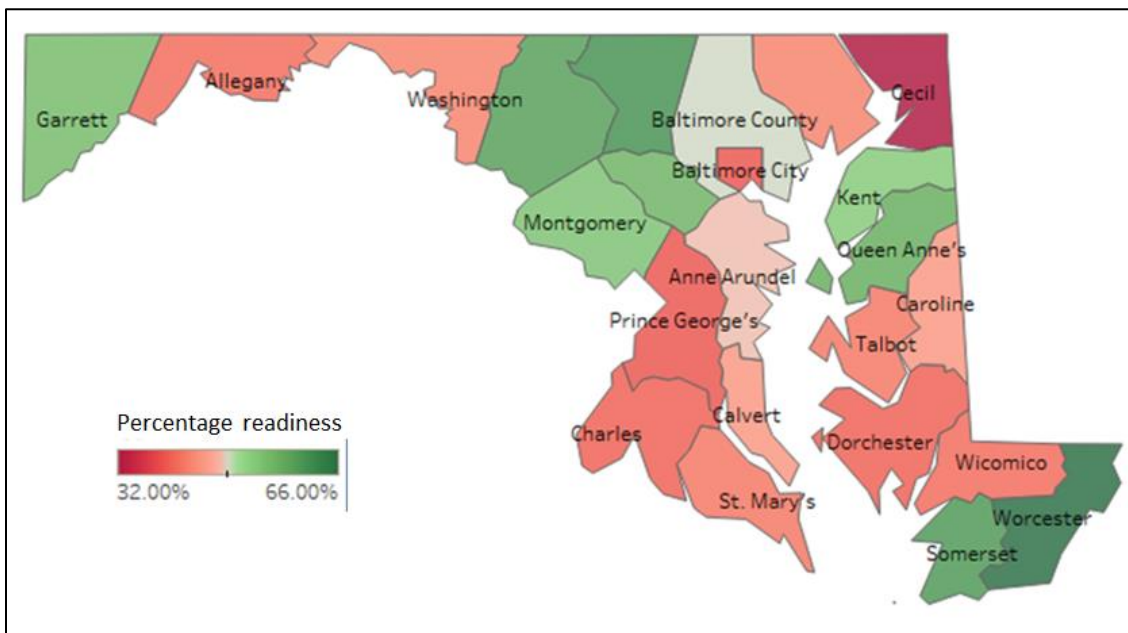 Cecil
Allegany
Washington
Garrett
Baltimore County
Baltimore City
Kent
Montgomery
Queen Anne's
Anne Arundel
Caroline
Prince George's
Talbot
Percentage readiness
Calvert
Charles
Dorchester
Wicomico
32.00% 66.00%
St. Mary's
Worcester
Somerset